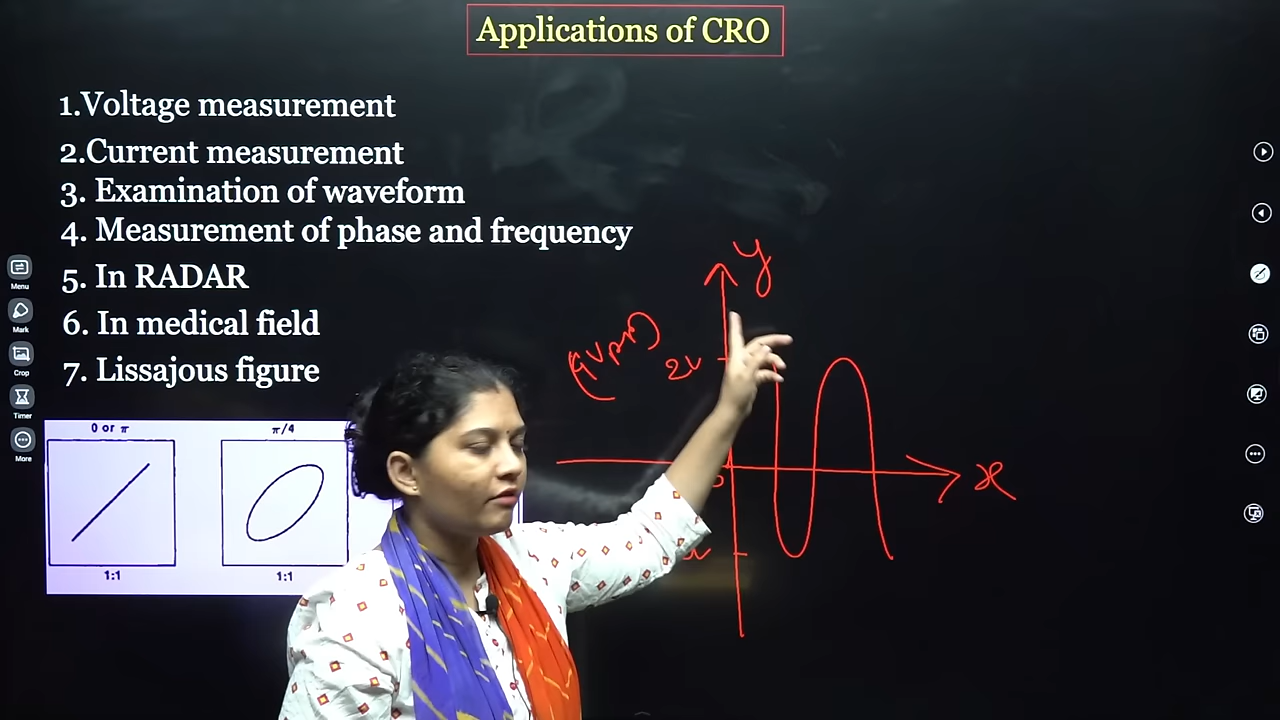 Applications of CRO
1.Voltage measurement
2.Current measurement
3. Examination of waveform
4. Measurement of phase and frequency
5. In RADAR
6. In medical field
7. Lissajous figure
0 or π
π/4
1:1
1:1
y
2v
x
Menu
Mark
Crop
Timer
More